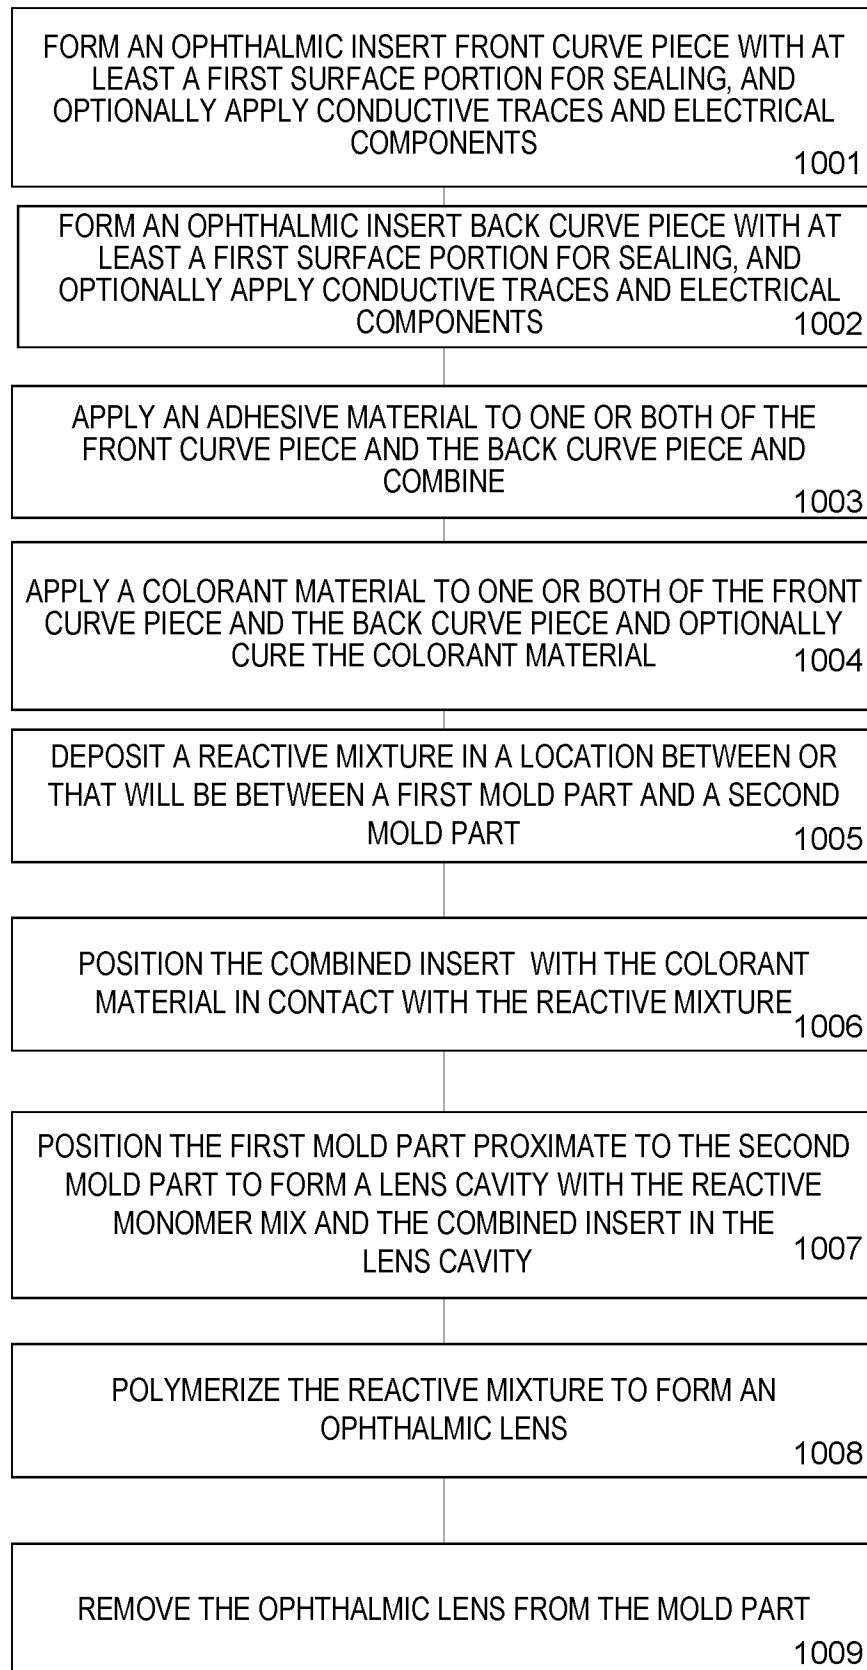 FORM AN OPHTHALMIC INSERT FRONT CURVE PIECE WITH AT
LEAST A FIRST SURFACE PORTION FOR SEALING, AND
OPTIONALLY APPLY CONDUCTIVE TRACES AND ELECTRICAL
COMPONENTS
1001
FORM AN OPHTHALMIC INSERT BACK CURVE PIECE WITH AT
LEAST A FIRST SURFACE PORTION FOR SEALING, AND
OPTIONALLY APPLY CONDUCTIVE TRACES AND ELECTRICAL
COMPONENTS
1002
APPLY AN ADHESIVE MATERIAL TO ONE OR BOTH OF THE
FRONT CURVE PIECE AND THE BACK CURVE PIECE AND
COMBINE
1003
APPLY A COLORANT MATERIAL TO ONE OR BOTH OF THE FRONT
CURVE PIECE AND THE BACK CURVE PIECE AND OPTIONALLY
CURE THE COLORANT MATERIAL
1004
DEPOSIT A REACTIVE MIXTURE IN A LOCATION BETWEEN OR
THAT WILL BE BETWEEN A FIRST MOLD PART AND A SECOND
MOLD PART
1005
POSITION THE COMBINED INSERT WITH THE COLORANT
MATERIAL IN CONTACT WITH THE REACTIVE MIXTURE
1006
POSITION THE FIRST MOLD PART PROXIMATE TO THE SECOND
MOLD PART TO FORM A LENS CAVITY WITH THE REACTIVE
MONOMER MIX AND THE COMBINED INSERT IN THE
LENS CAVITY
1007
POLYMERIZE THE REACTIVE MIXTURE TO FORM AN
OPHTHALMIC LENS
1008
REMOVE THE OPHTHALMIC LENS FROM THE MOLD PART
1009